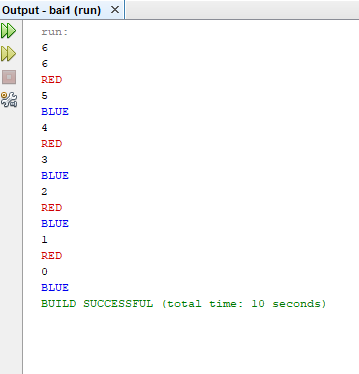 Output - bai1 (run)
run:
6
6
RED
5
BLUE
4
RED
3
BLUE
2
RED
BLUE
1
RED
0
BLUE
BUILD SUCCESSFUL (total time: 10 seconds)